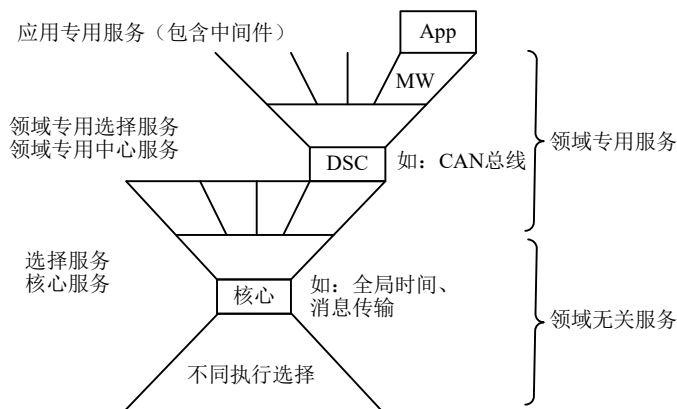 应用专用服务（包含中间件）
App
MW
领域专用选择服务
领域专用中心服务
DSC
如：CAN总线
领域专用服务
选择服务
核心服务
核心
如：全局时间、
消息传输
领域无关服务
不同执行选择